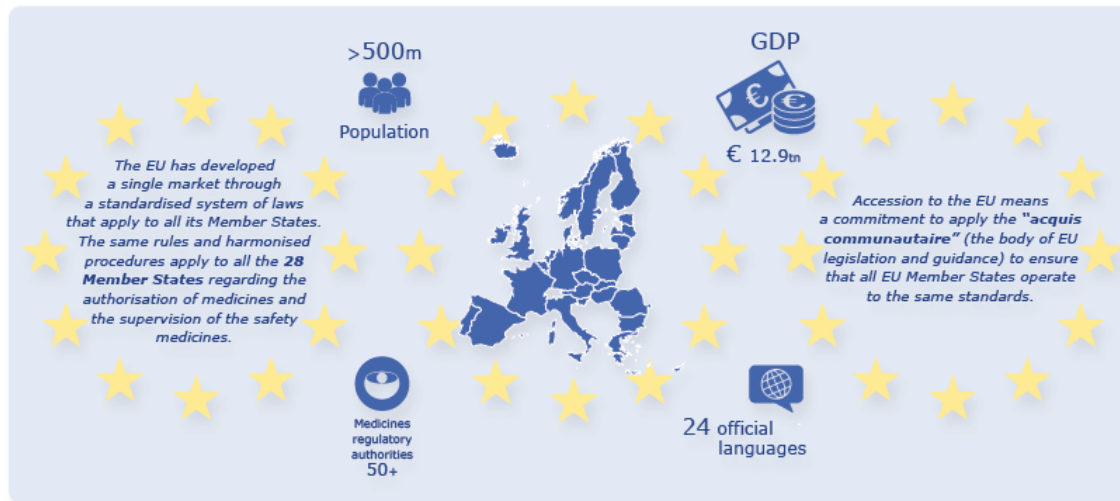 >500m
Population
GDP
€ 12.9tn
The EU has developed
a single market through
a standardised system of laws
that apply to all its Member States.
The same rules and harmonised
procedures apply to all the 28
Member States regarding the
authorisation of medicines and
the supervision of the safety
medicines.
Accession to the EU means
a commitment to apply the “acquis
communautaire” (the body of EU
legislation and guidance) to ensure
that all EU Member States operate
to the same standards.
Medicines
regulatory
authorities
50+
24 official
languages